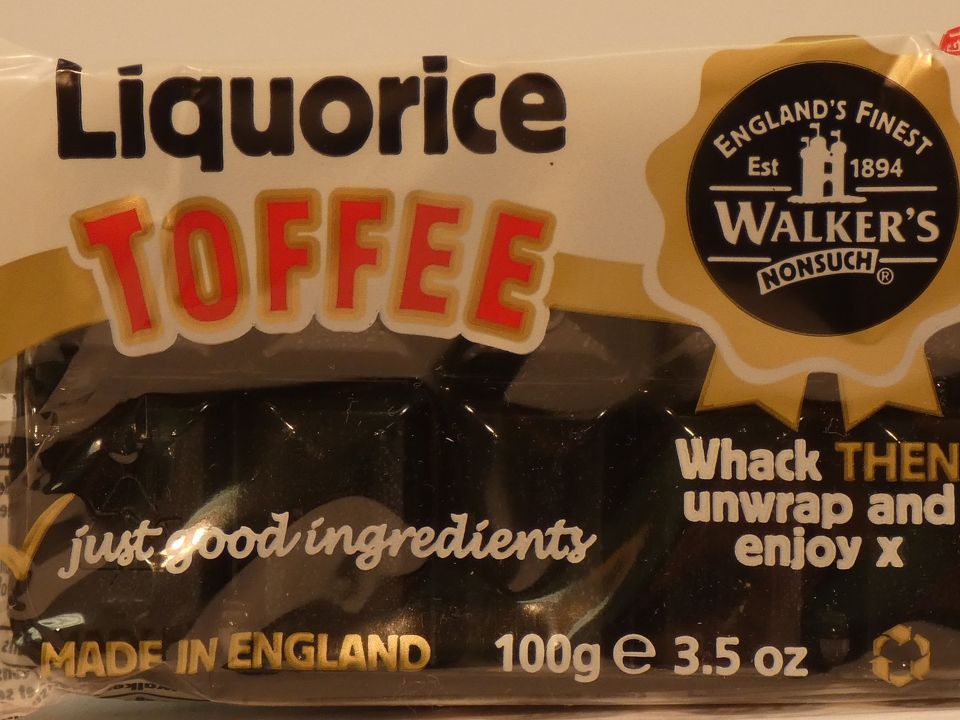 Liquorice
TOFFEE
ENGLAND'S FINEST
Est 1894
WALKER'S
NONSUCH®
Whack THEN
unwrap and
enjoy x
just good ingredients
MADE IN ENGLAND
100g e 3.5 oz